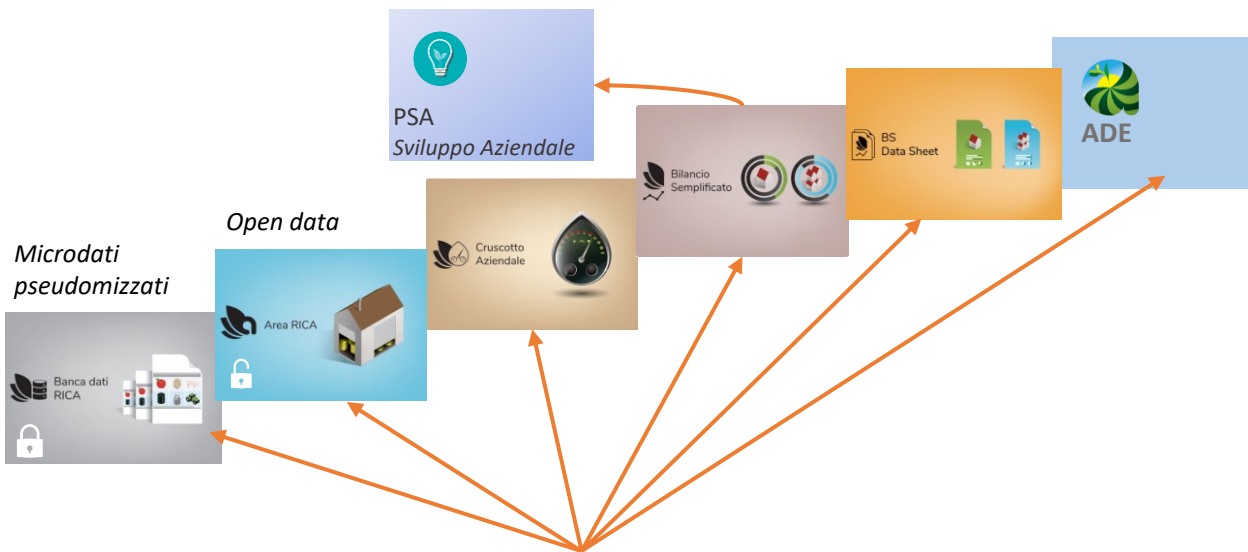 PSA
Sviluppo Aziendale
ADE
BS
Data Sheet
Bilancio
Semplificato
Cruscotto
Aziendale
Open data
Area RICA
Microdati
pseudomizzati
Banca dati
RICA